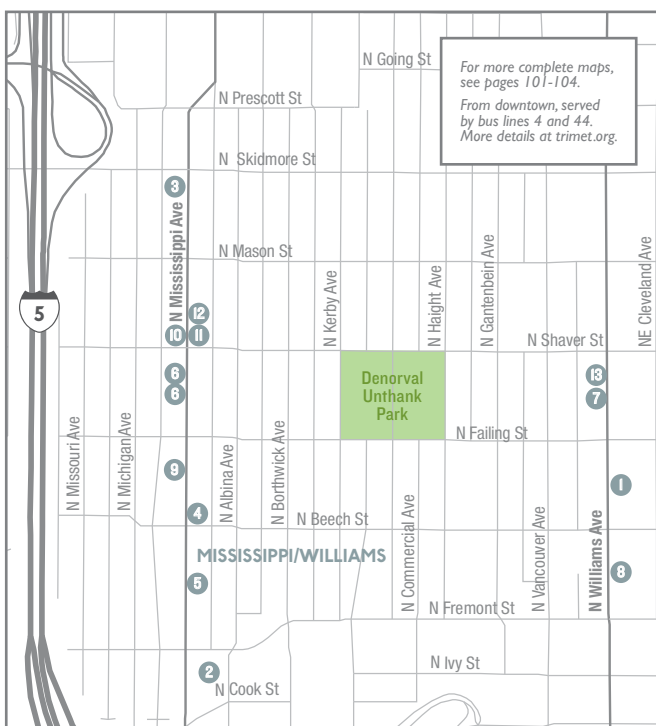 N Going St
For more complete maps,
see pages 101-104.
From downtown, served
by bus lines 4 and 44.
More details at trimet.org.
N Prescott St
N Skidmore St
3
N Mississippi Ave
N Mason St
N Kerby Ave
N Haight Ave
N Gantenbein Ave
NE Cleveland Ave
5
12
10
11
N Shaver St
6
6
Denorval
Unthank
Park
13
7
N Failing St
N Missouri Ave
N Michigan Ave
9
N Albina Ave
N Borthwick Ave
1
4
N Beech St
N Commercial Ave
N Vancouver Ave
N Williams Ave
MISSISSIPPI/WILLIAMS
5
8
N Fremont St
2
N Cook St
N Ivy St